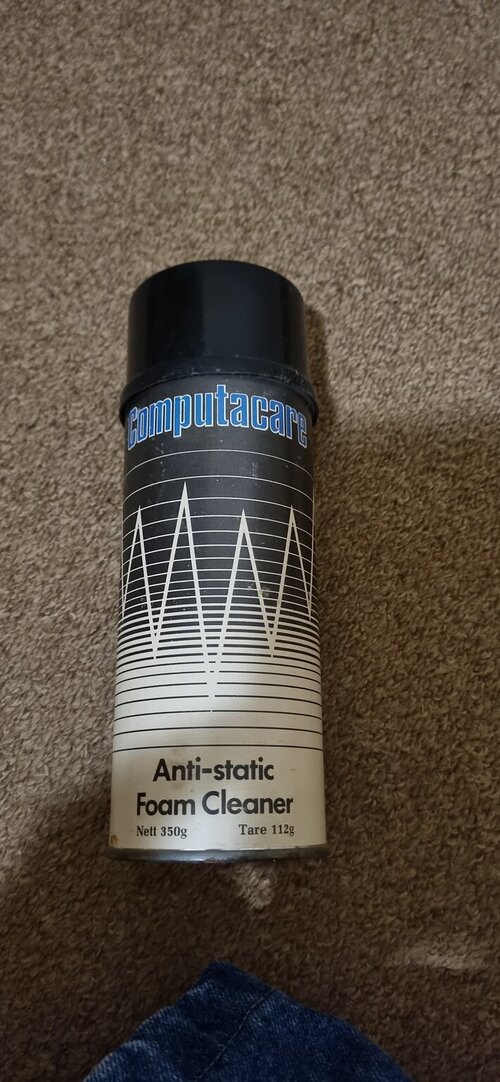 Computacare
Anti-static
Foam Cleaner
Nett 350g Tare 112g